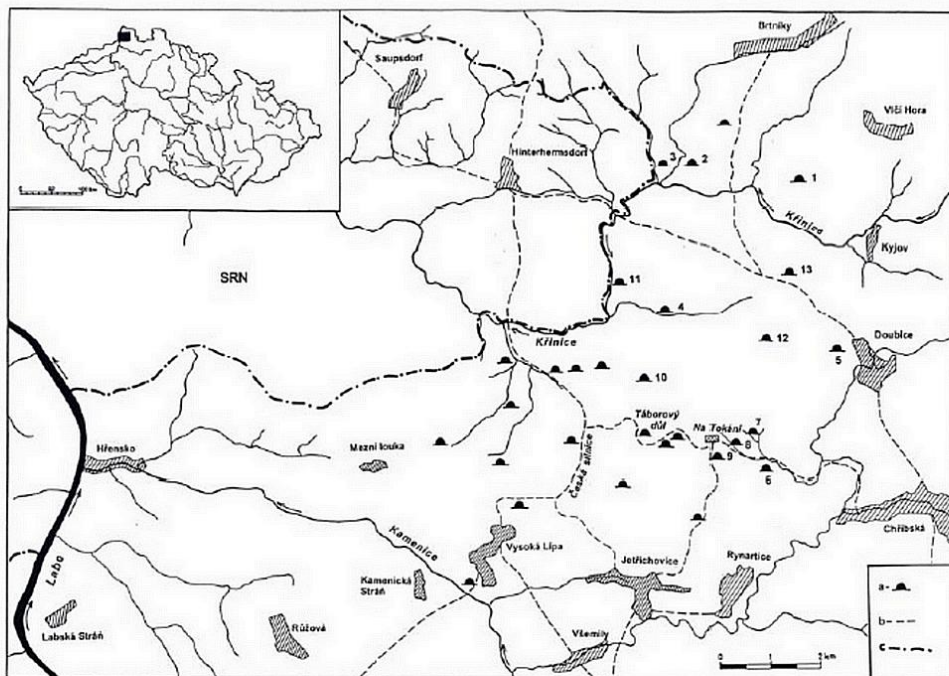 Brtníky
Saupsdorf
Vlčí Hora
Hinterhermsdorf
3
2
1
Křinice
Kyjov
SRN
13
11
4
Křinice
12
5
Doubice
10
Táborový
důl
Na Tokáni
7
8
9
6
Česká silnice
Mezní louka
Hřensko
Chřibská
Kamenice
Vysoká Lípa
Jetřichovice
Rynartice
Labe
Kamenická
Stráň
Labská Stráň
Růžová
Všemily
a-
b
c
0
1
2 km